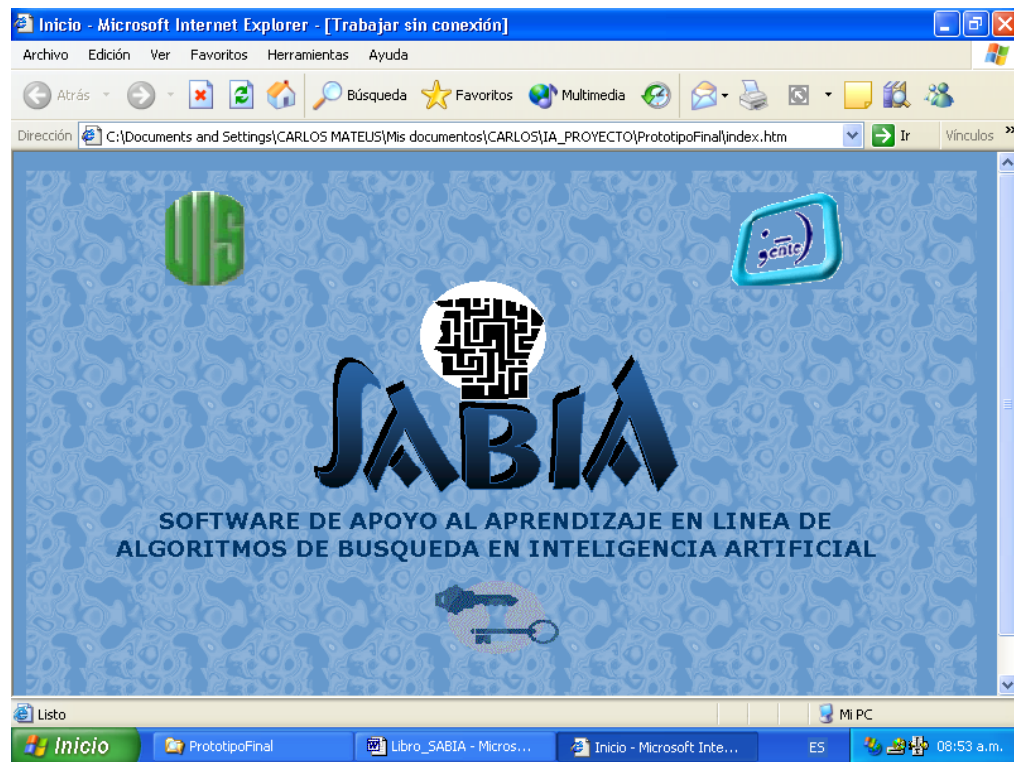 Inicio - Microsoft Internet Explorer - [Trabajar sin conexión]
Archivo Edición Ver Favoritos Herramientas Ayuda
Atrás Búsqueda Favoritos Multimedia
Dirección C:\Documents and Settings\CARLOS MATEUS\Mis documentos\CARLOS\IA_PROYECTO\PrototipoFinal\index.htm Ir Vínculos »
UIS
gente
SABIA
SOFTWARE DE APOYO AL APRENDIZAJE EN LINEA DE
ALGORITMOS DE BUSQUEDA EN INTELIGENCIA ARTIFICIAL
Listo Mi PC
Inicio PrototipoFinal Libro_SABIA - Micros... Inicio - Microsoft Inte... ES 08:53 a.m.